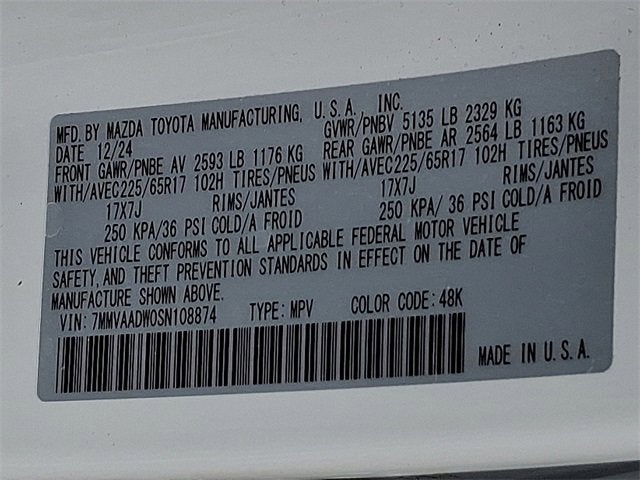 MFD. BY MAZDA TOYOTA MANUFACTURING, U.S.A. INC.
DATE 12/24 GVWR/PNBV 5135 LB 2329 KG
FRONT GAWR/PNBE AV 2593 LB 1176 KG REAR GAWR/PNBE AR 2564 LB 1163 KG
WITH/AVEC225/65R17 102H TIRES/PNEUS WITH/AVEC225/65R17 102H TIRES/PNEUS
17X7J RIMS/JANTES 17X7J RIMS/JANTES
250 KPA/36 PSI COLD/A FROID 250 KPA/ 36 PSI COLD/A FROID
THIS VEHICLE CONFORMS TO ALL APPLICABLE FEDERAL MOTOR VEHICLE
SAFETY, AND THEFT PREVENTION STANDARDS IN EFFECT ON THE DATE OF
MANUFACTURE SHOWN ABOVE.
VIN: 7MMVAADW0SN108874 TYPE: MPV COLOR CODE: 48K
MADE IN U.S.A.